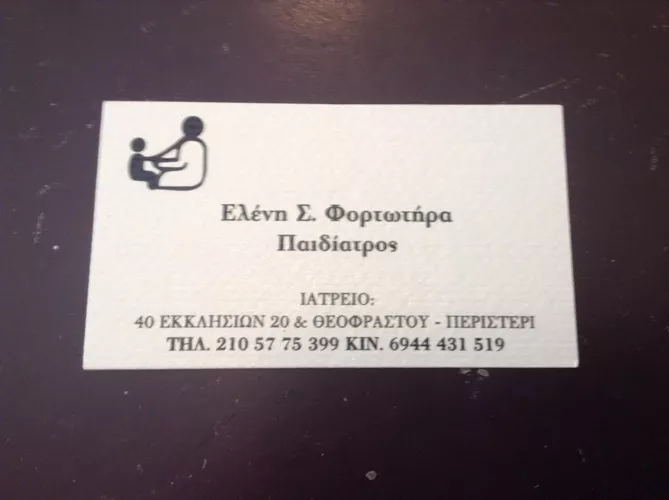 Ελένη Σ. Φορτωτήρα
Παιδίατρος
ΙΑΤΡΕΙΟ:
40 ΕΚΚΛΗΣΙΩΝ 20 & ΘΕΟΦΡΑΣΤΟΥ - ΠΕΡΙΣΤΕΡΙ
ΤΗΛ. 210 57 75 399 ΚΙΝ. 6944 431 519